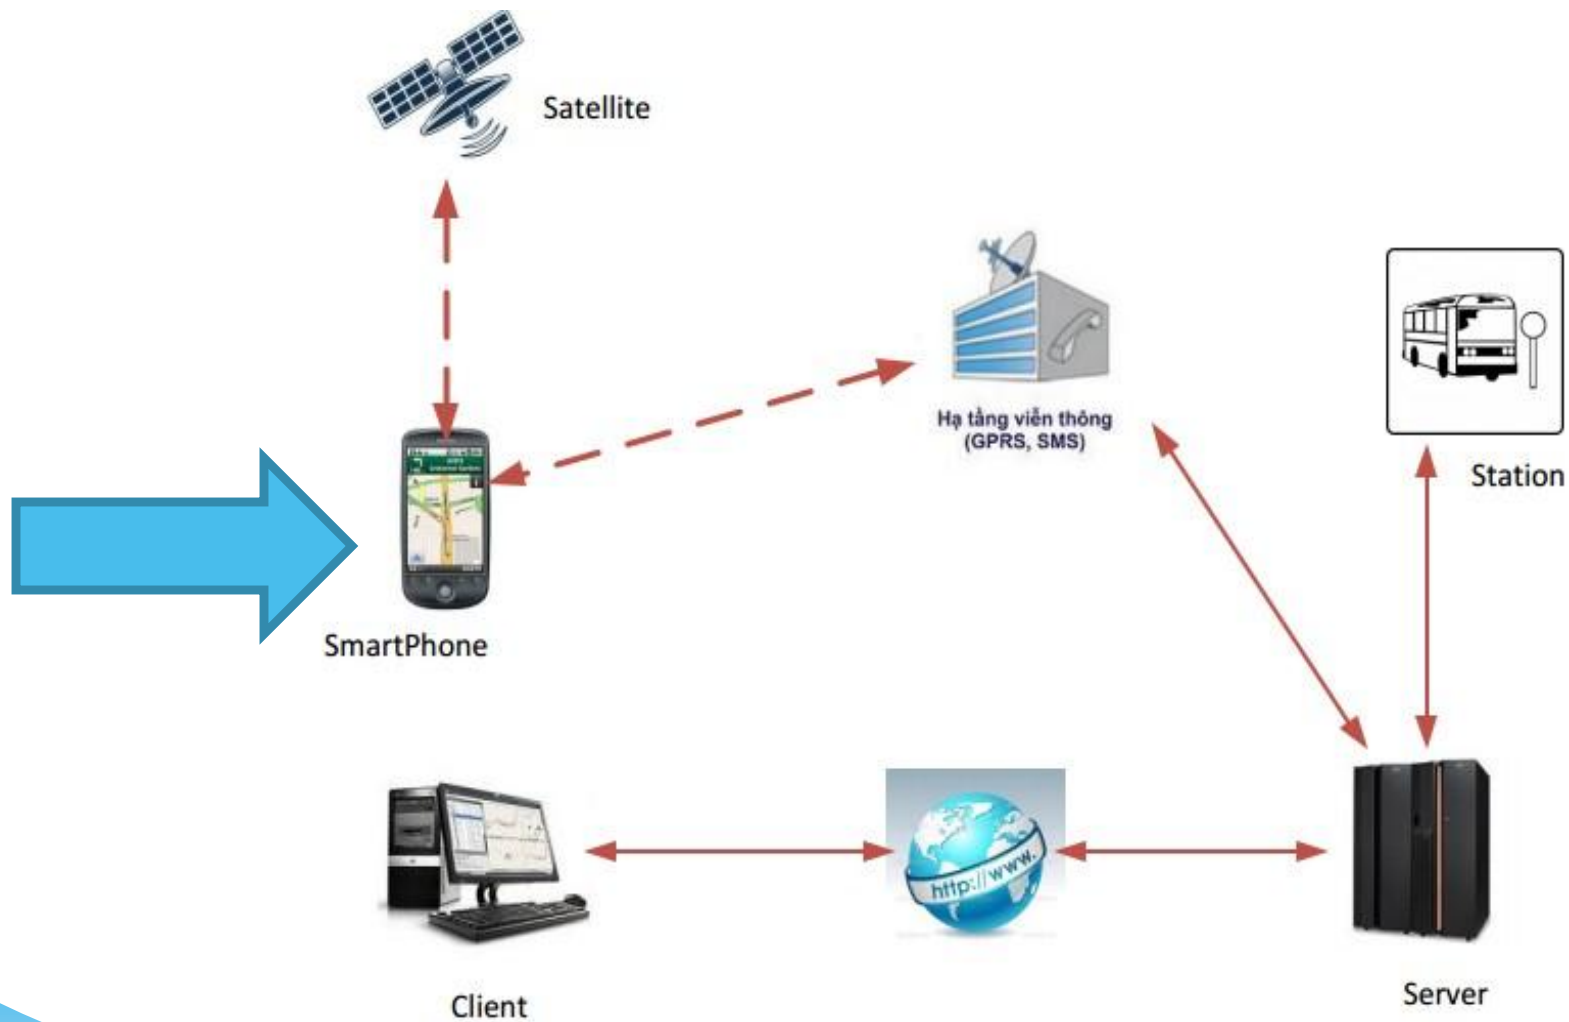 Satellite
Hạ tầng viễn thông
(GPRS, SMS)
Station
SmartPhone
http://www.
Client
Server